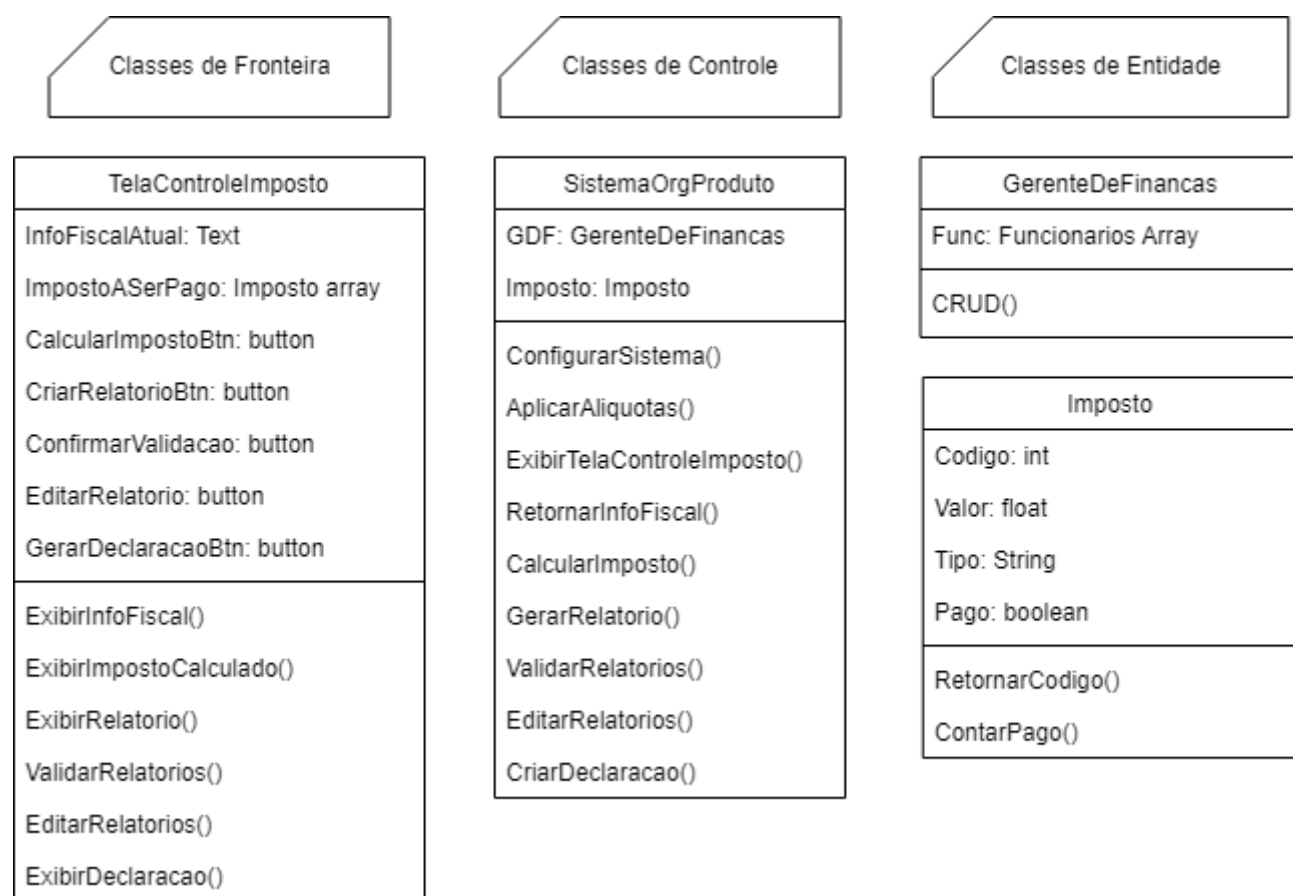 Classes de Fronteira
Classes de Controle
Classes de Entidade
TelaControleImposto
InfoFiscalAtual: Text
ImpostoASerPago: Imposto array
CalcularImpostoBtn: button
CriarRelatorioBtn: button
ConfirmarValidacao: button
EditarRelatorio: button
GerarDeclaracaoBtn: button
ExibirInfoFiscal()
ExibirImpostoCalculado()
ExibirRelatorio()
ValidarRelatorios()
EditarRelatorios()
ExibirDeclaracao()
SistemaOrgProduto
GDF: GerenteDeFinancas
Imposto: Imposto
ConfigurarSistema()
AplicarAliquotas()
ExibirTelaControleImposto()
RetornarInfoFiscal()
CalcularImposto()
GerarRelatorio()
ValidarRelatorios()
EditarRelatorios()
CriarDeclaracao()
GerenteDeFinancas
Func: Funcionarios Array
CRUD()
Imposto
Codigo: int
Valor: float
Tipo: String
Pago: boolean
RetornarCodigo()
ContarPago()